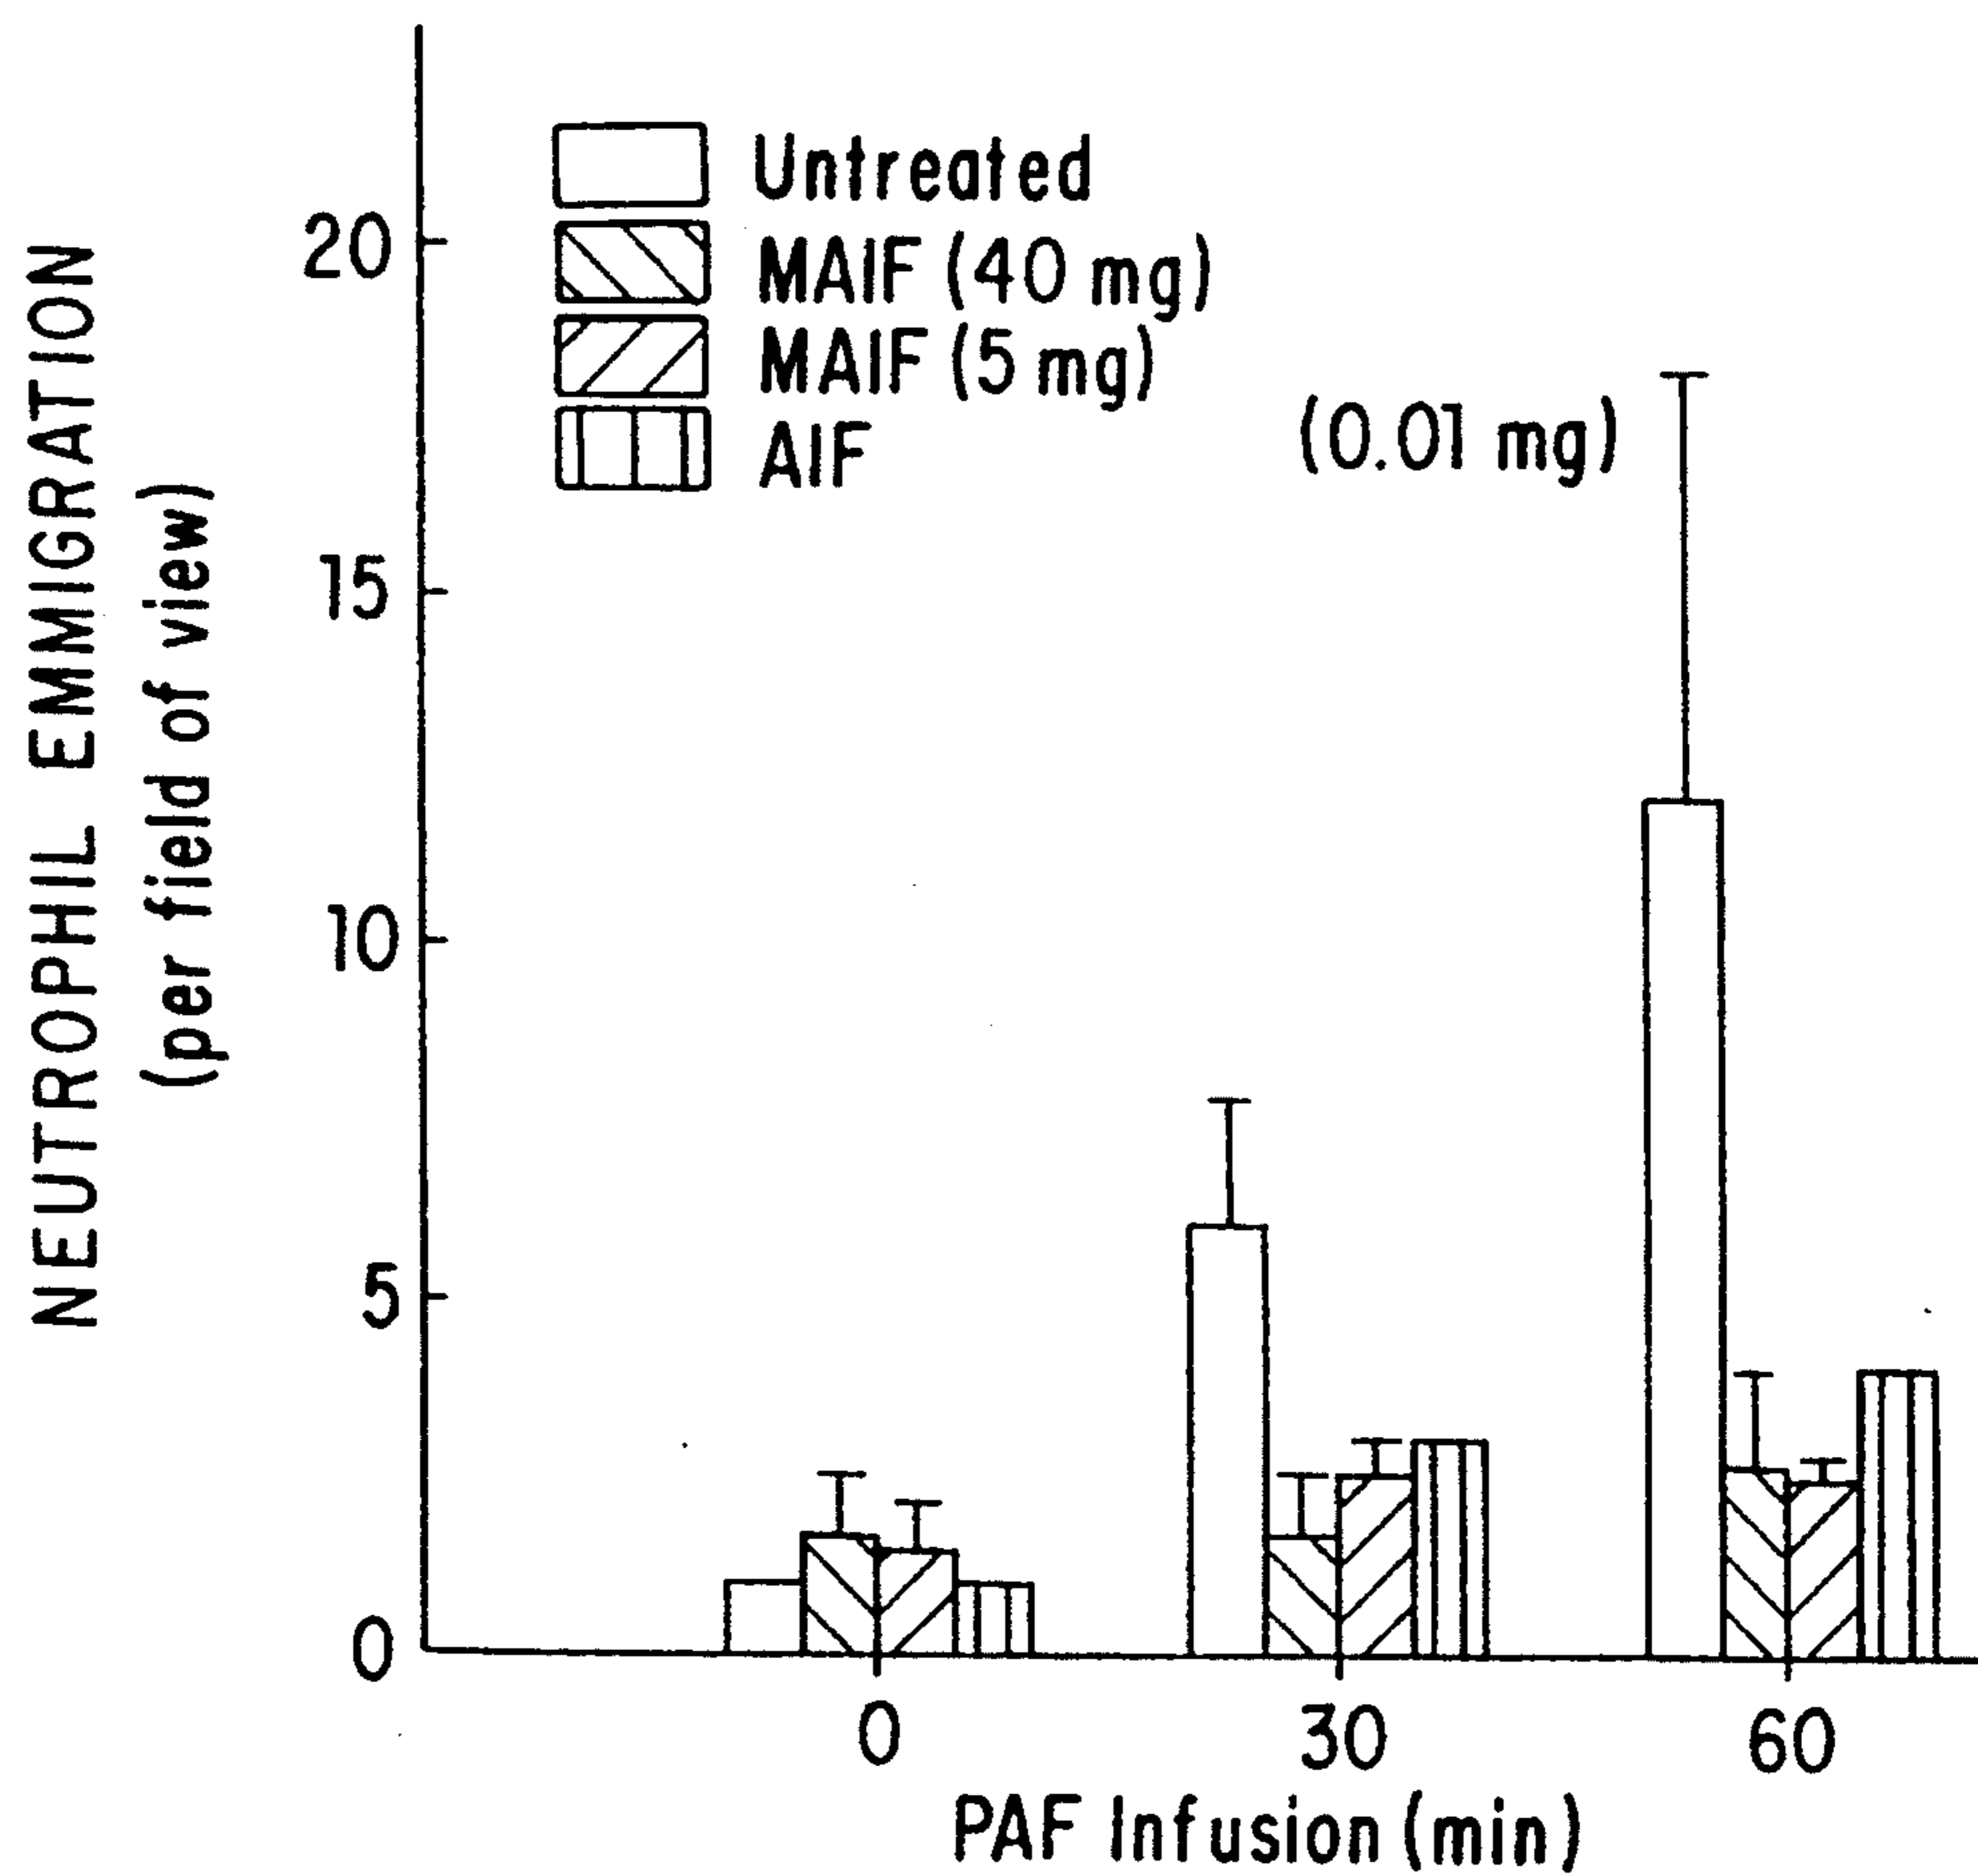 NEUTROPHIL EMMIGRATION
(per field of view)
20
15
10
5
0
Untreated
MAIF (40 mg)
MAIF (5 mg)
AIF (0.01 mg)
0 30 60
PAF Infusion (min)